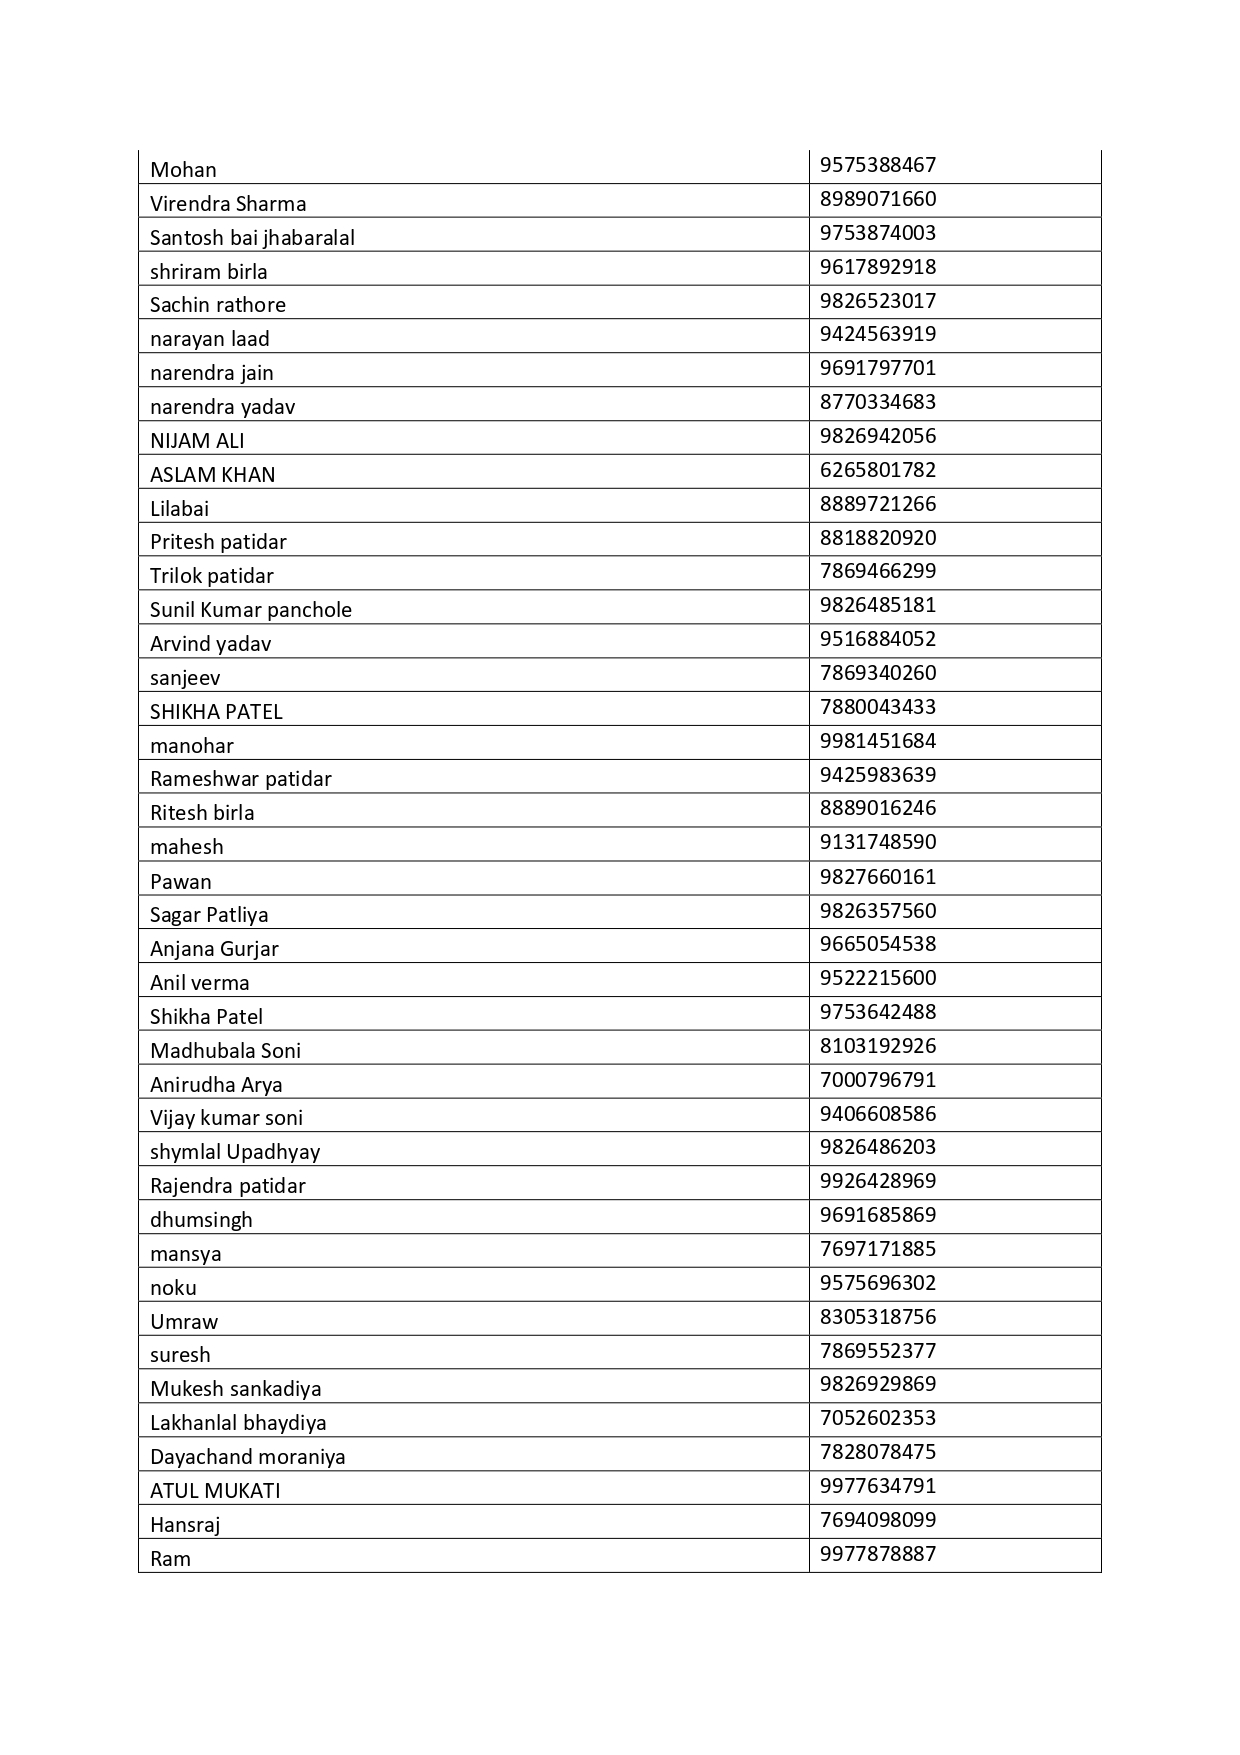 Mohan 9575388467
Virendra Sharma 8989071660
Santosh bai jhabaralal 9753874003
shriram birla 9617892918
Sachin rathore 9826523017
narayan laad 9424563919
narendra jain 9691797701
narendra yadav 8770334683
NIJAM ALI 9826942056
ASLAM KHAN 6265801782
Lilabai 8889721266
Pritesh patidar 8818820920
Trilok patidar 7869466299
Sunil Kumar panchole 9826485181
Arvind yadav 9516884052
sanjeev 7869340260
SHIKHA PATEL 7880043433
manohar 9981451684
Rameshwar patidar 9425983639
Ritesh birla 8889016246
mahesh 9131748590
Pawan 9827660161
Sagar Patliya 9826357560
Anjana Gurjar 9665054538
Anil verma 9522215600
Shikha Patel 9753642488
Madhubala Soni 8103192926
Anirudha Arya 7000796791
Vijay kumar soni 9406608586
shymlal Upadhyay 9826486203
Rajendra patidar 9926428969
dhumsingh 9691685869
mansya 7697171885
noku 9575696302
Umraw 8305318756
suresh 7869552377
Mukesh sankadiya 9826929869
Lakhanlal bhaydiya 7052602353
Dayachand moraniya 7828078475
ATUL MUKATI 9977634791
Hansraj 7694098099
Ram 9977878887